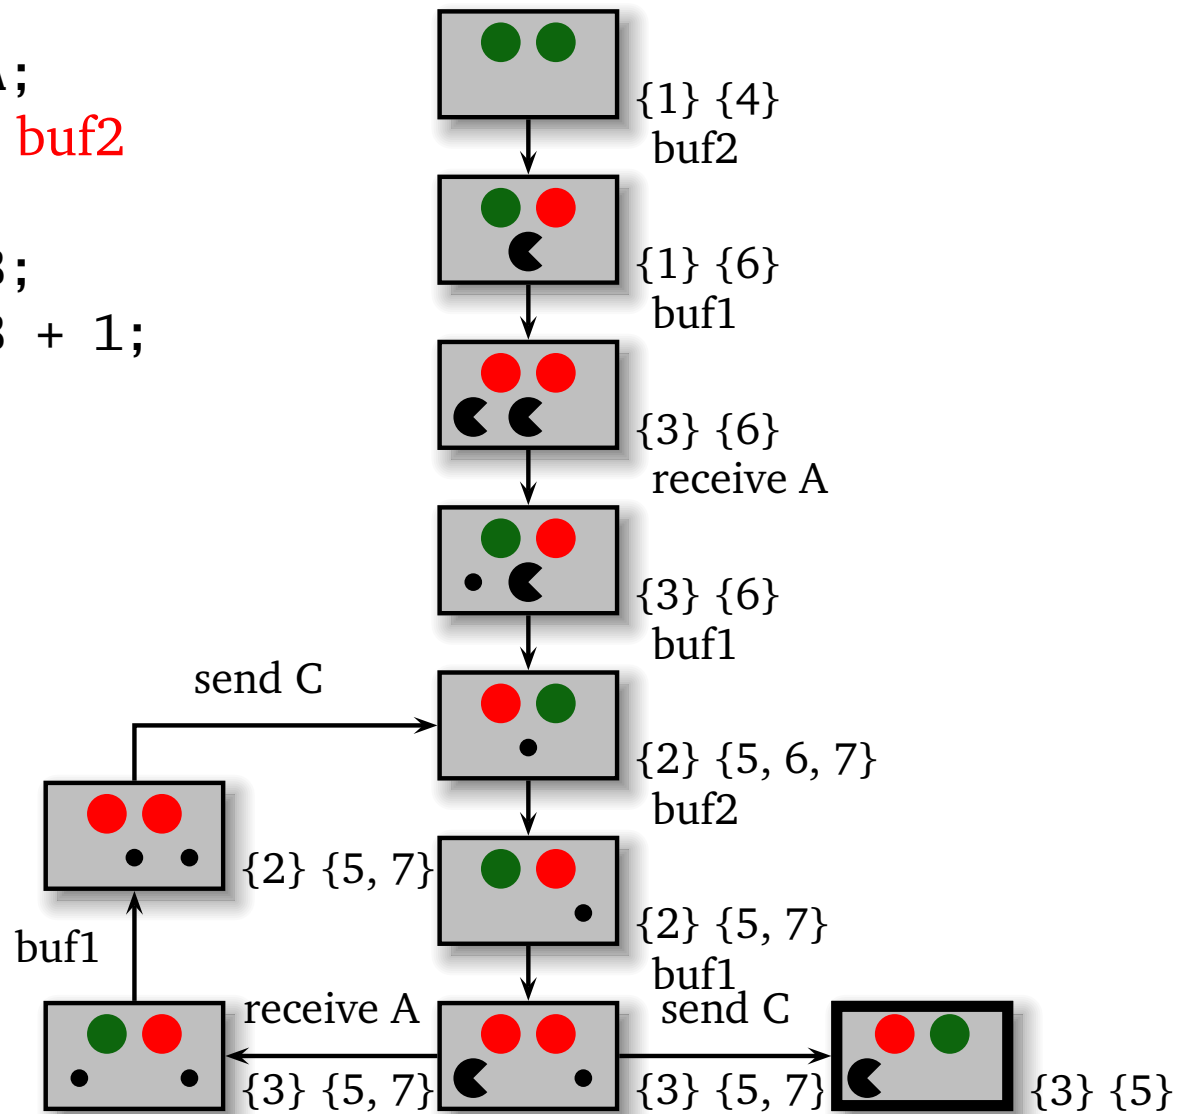 A;
buf2
B;
B + 1;
{1} {4}
buf2
{1} {6}
buf1
{3} {6}
receive A
{3} {6}
buf1
send C
{2} {5, 6, 7}
buf2
{2} {5, 7}
{2} {5, 7}
buf1
buf1
receive A
send C
{3} {5, 7}
{3} {5, 7}
{3} {5}